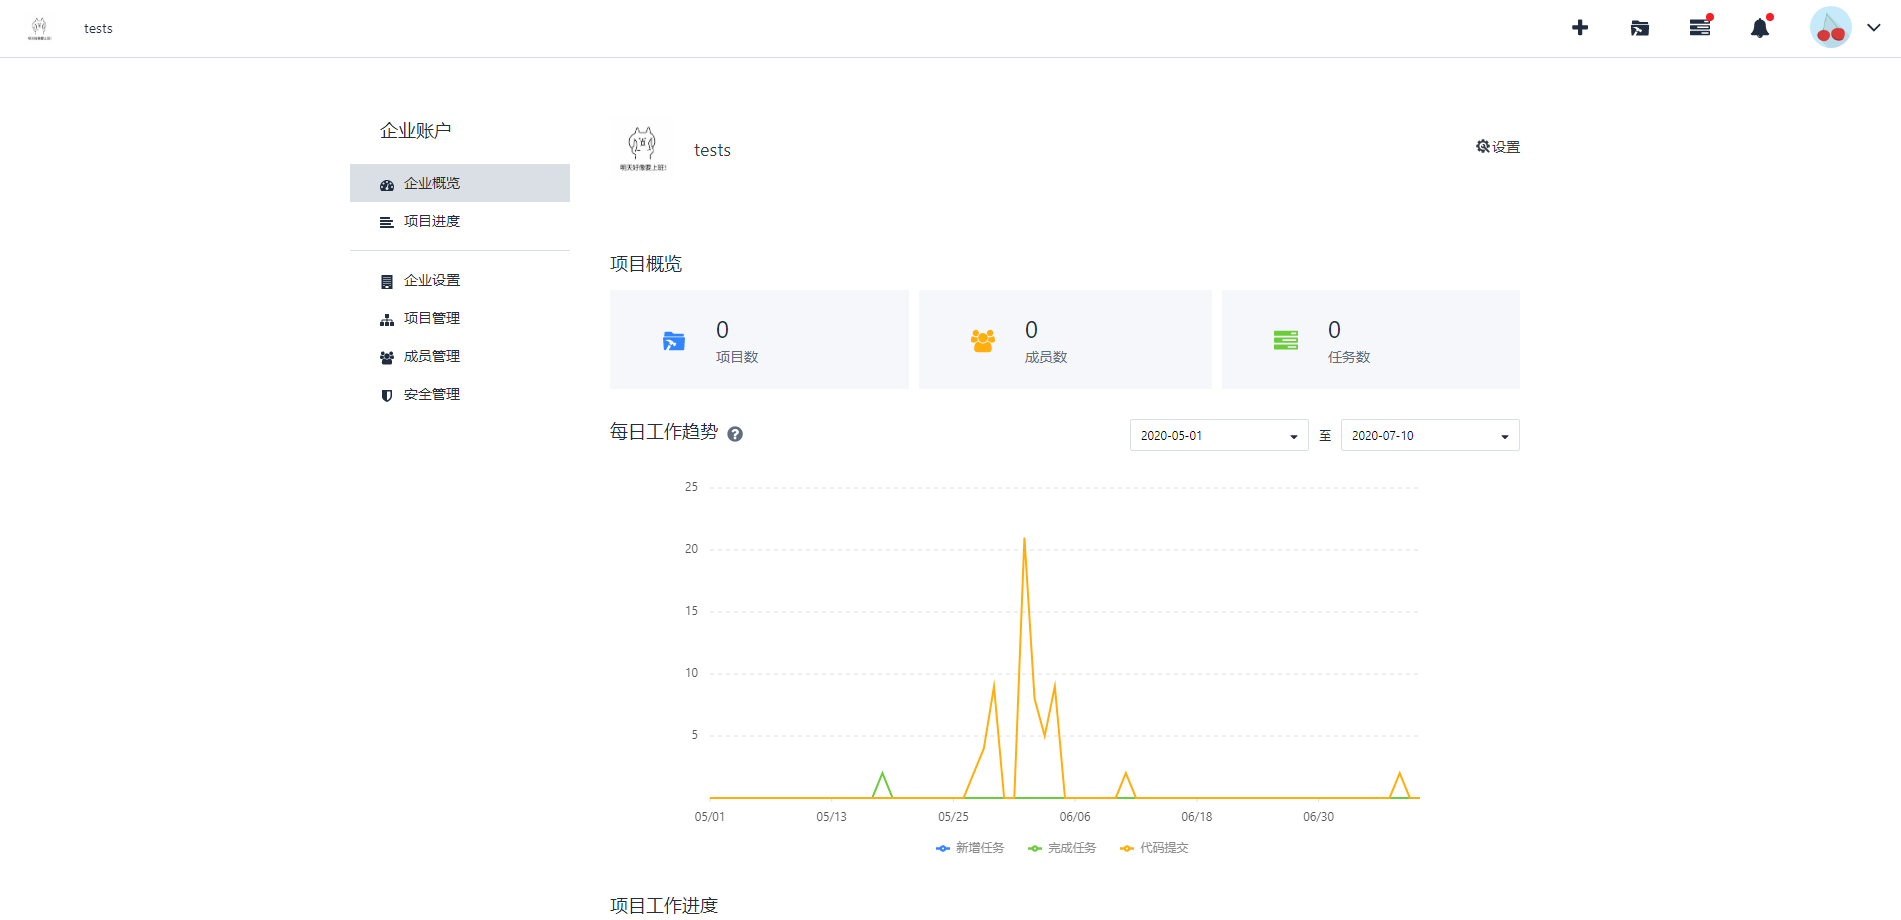 tests
企业账户
企业概览
项目进度
企业设置
项目管理
成员管理
安全管理
明天好像要上班!
tests
设置
项目概览
0
项目数
0
成员数
0
任务数
每日工作趋势
2020-05-01 至 2020-07-10
25
20
15
10
5
05/01 05/13 05/25 06/06 06/18 06/30
新增任务 完成任务 代码提交
项目工作进度